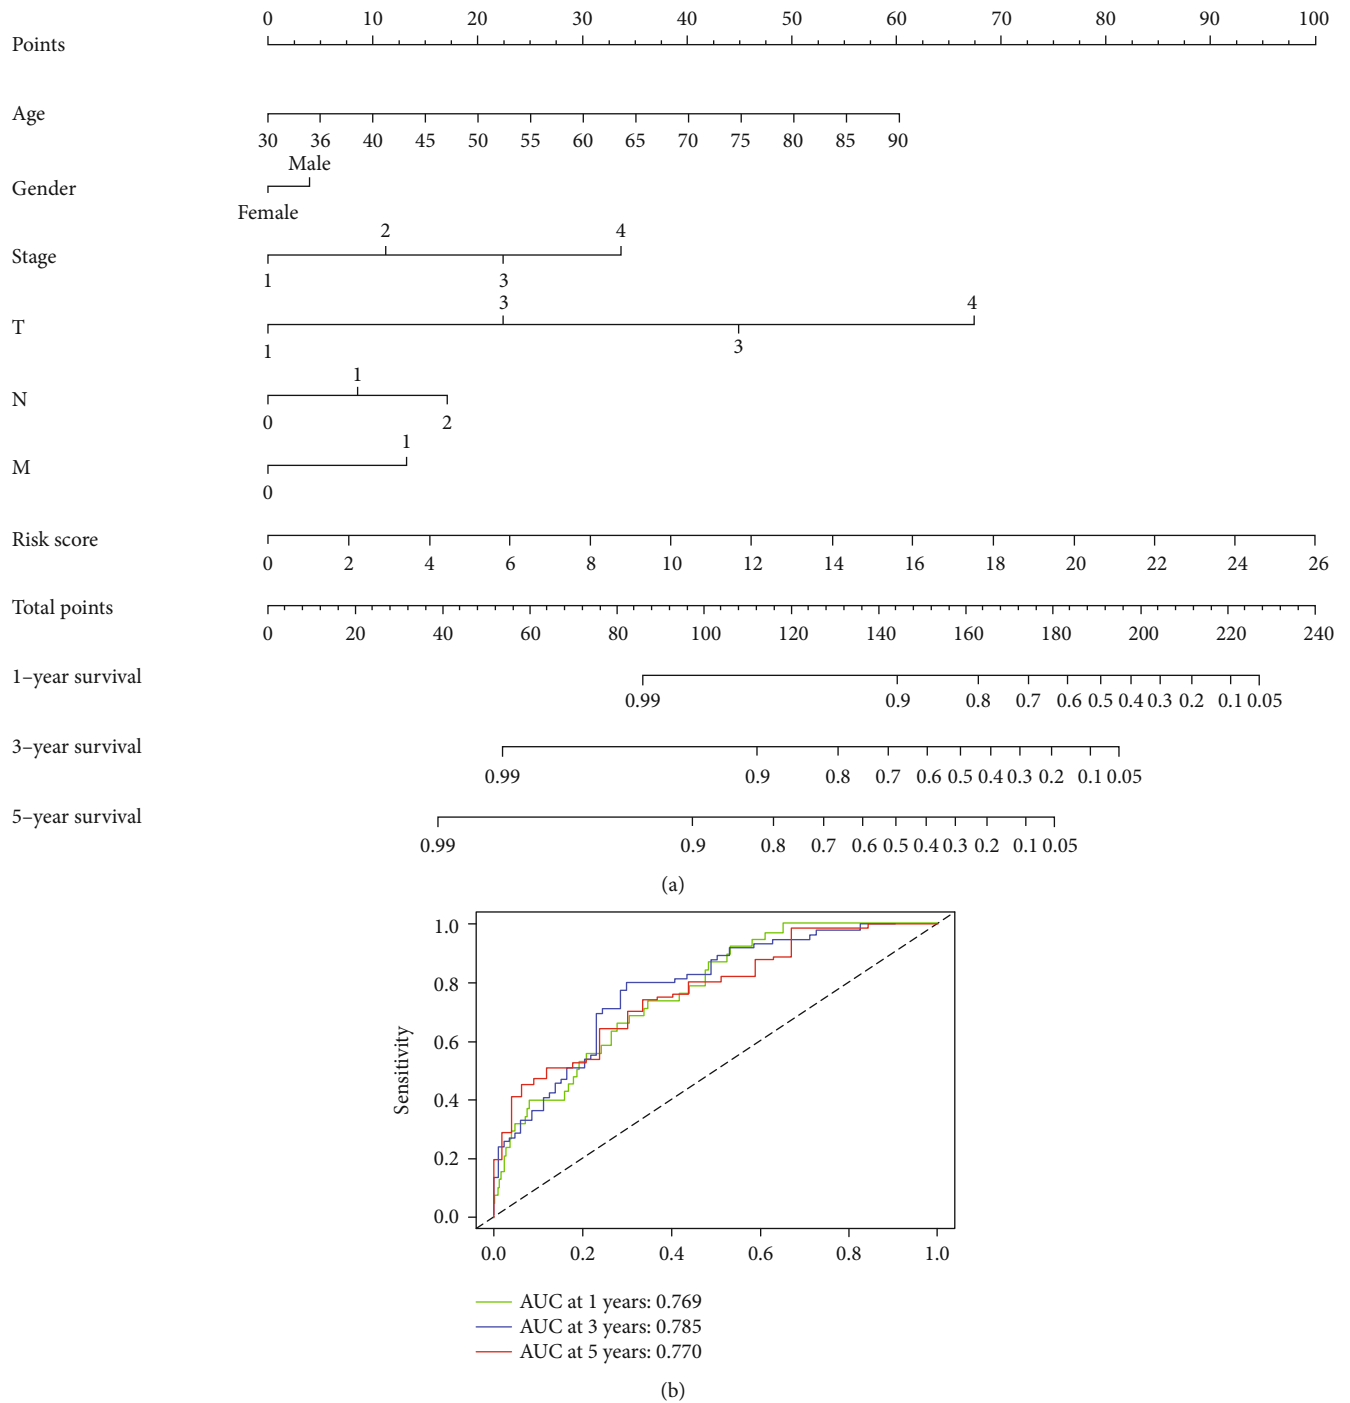 0 10 20 30 40 50 60 70 80 90 100
Points
Age
30 36 40 45 50 55 60 65 70 75 80 85 90
Male
Gender
Female
2 4
Stage
1 3
3 4
T
1 3
1
N
0 2
1
M
0
Risk score
0 2 4 6 8 10 12 14 16 18 20 22 24 26
Total points
0 20 40 60 80 100 120 140 160 180 200 220 240
1–year survival
0.99 0.9 0.8 0.7 0.6 0.5 0.4 0.3 0.2 0.1 0.05
3–year survival
0.99 0.9 0.8 0.7 0.6 0.5 0.4 0.3 0.2 0.1 0.05
5–year survival
0.99 0.9 0.8 0.7 0.6 0.5 0.4 0.3 0.2 0.1 0.05
(a)
1.0
0.8
0.6
0.4
0.2
0.0
Sensitivity
0.0 0.2 0.4 0.6 0.8 1.0
AUC at 1 years: 0.769
AUC at 3 years: 0.785
AUC at 5 years: 0.770
(b)